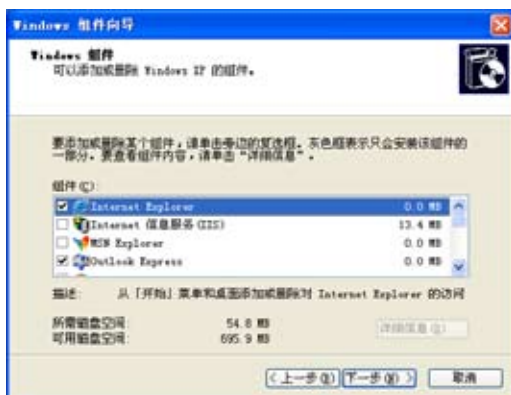 Windows 组件向导
Windows 组件
可以添加或删除 Windows XP 的组件。
要添加或删除某个组件，请单击旁边的复选框。灰色框表示只会安装该组件的
一部分。要查看组件内容，请单击“详细信息”。
组件(C):
Internet Explorer 0.0 MB
Internet 信息服务(IIS) 13.4 MB
MSN Explorer 0.0 MB
Outlook Express 0.0 MB
描述: 从「开始」菜单和桌面添加或删除对 Internet Explorer 的访问
所需磁盘空间: 54.8 MB
可用磁盘空间: 695.9 MB
详细信息(D)
< 上一步(B) 下一步(N) > 取消